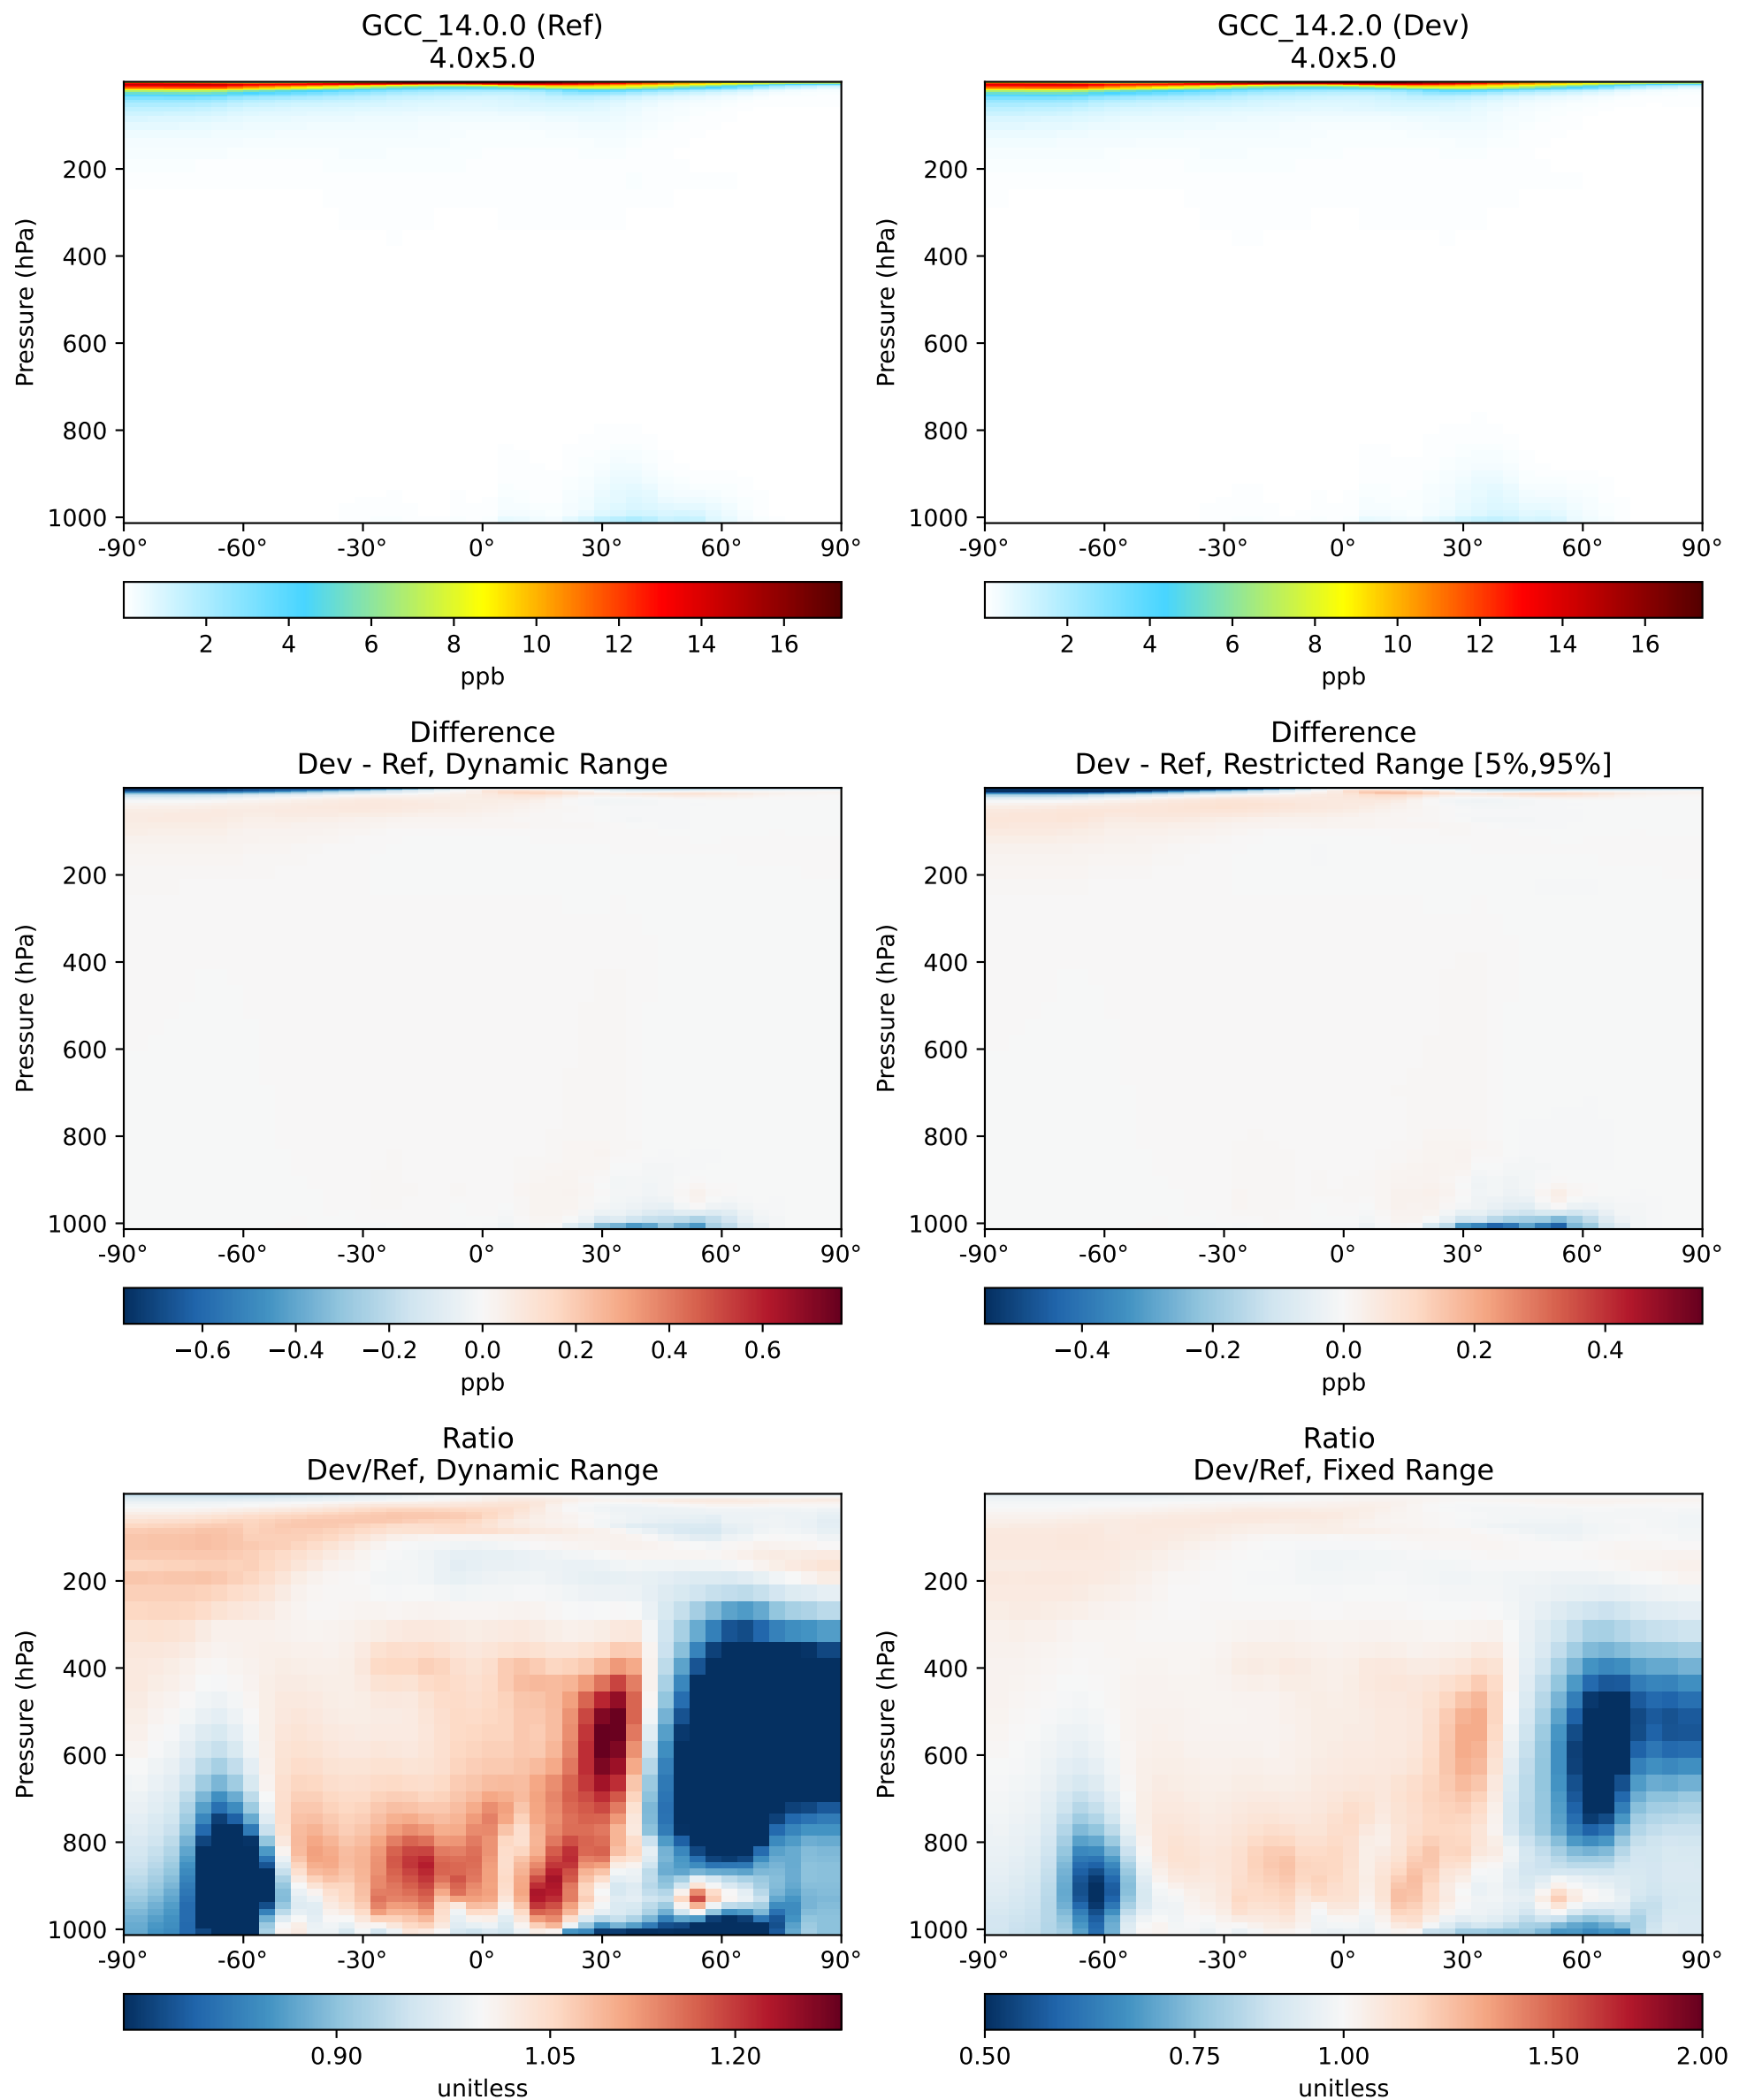 GCC_14.0.0 (Ref)
4.0x5.0
Pressure (hPa)
200
400
600
800
1000
-90° -60° -30° 0° 30° 60° 90°
2 4 6 8 10 12 14 16
ppb
GCC_14.2.0 (Dev)
4.0x5.0
Pressure (hPa)
200
400
600
800
1000
-90° -60° -30° 0° 30° 60° 90°
2 4 6 8 10 12 14 16
ppb
Difference
Dev - Ref, Dynamic Range
Pressure (hPa)
200
400
600
800
1000
-90° -60° -30° 0° 30° 60° 90°
−0.6 −0.4 −0.2 0.0 0.2 0.4 0.6
ppb
Difference
Dev - Ref, Restricted Range [5%,95%]
Pressure (hPa)
200
400
600
800
1000
-90° -60° -30° 0° 30° 60° 90°
−0.4 −0.2 0.0 0.2 0.4
ppb
Ratio
Dev/Ref, Dynamic Range
Pressure (hPa)
200
400
600
800
1000
-90° -60° -30° 0° 30° 60° 90°
0.90 1.05 1.20
unitless
Ratio
Dev/Ref, Fixed Range
Pressure (hPa)
200
400
600
800
1000
-90° -60° -30° 0° 30° 60° 90°
0.50 0.75 1.00 1.50 2.00
unitless